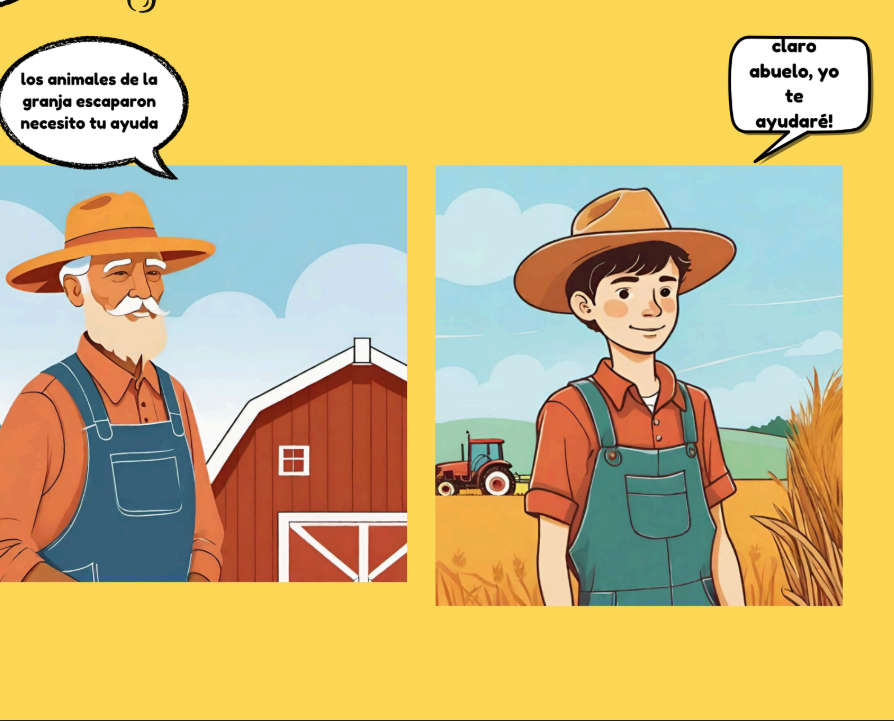 los animales de la
granja escaparon
necesito tu ayuda
claro
abuelo, yo
te
ayudaré!